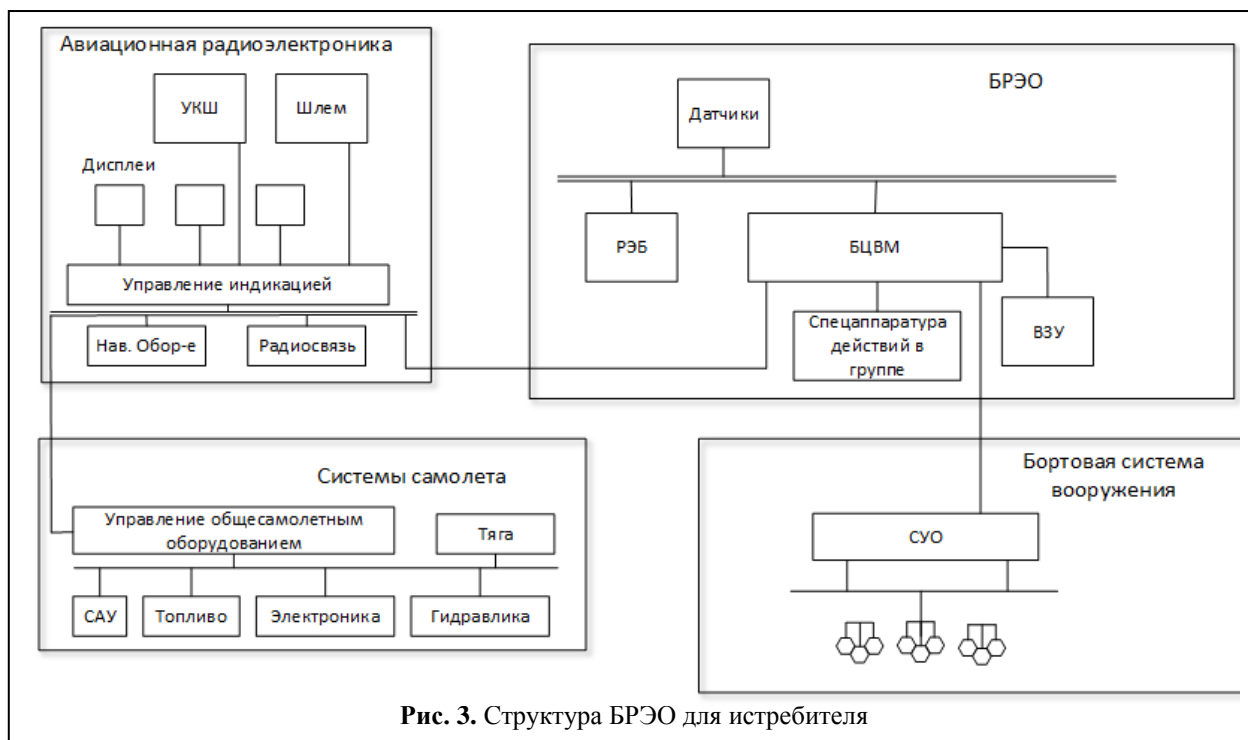 Авиационная радиоэлектроника
УКШ
Шлем
Дисплеи
Управление индикацией
Нав. Обор-е
Радиосвязь
БРЭО
Датчики
РЭБ
БЦВМ
Спецаппаратура
действий в
группе
ВЗУ
Системы самолета
Управление общесамолетным
оборудованием
Тяга
САУ
Топливо
Электроника
Гидравлика
Бортовая система
вооружения
СУО
Рис. 3. Структура БРЭО для истребителя